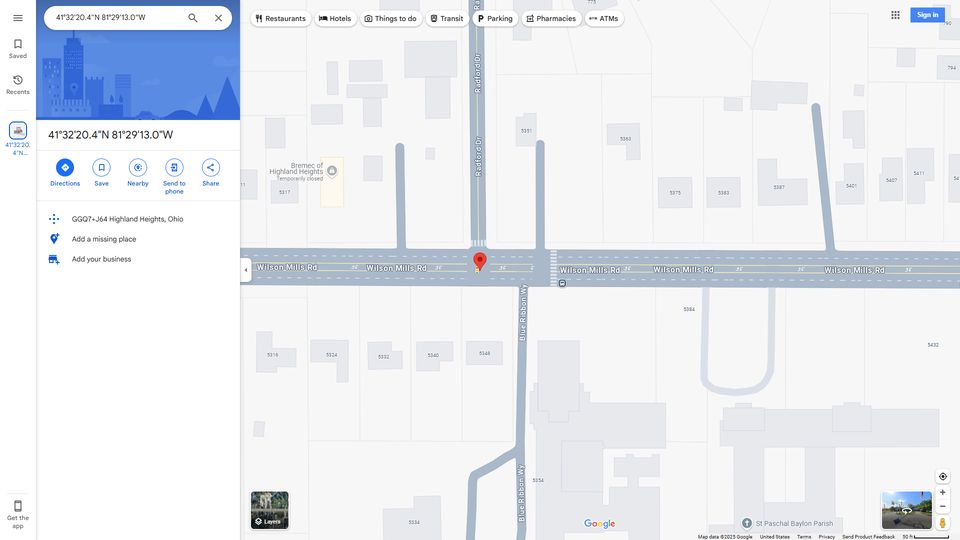 41°32'20.4"N 81°29'13.0"W
Restaurants
Hotels
Things to do
Transit
Parking
Pharmacies
ATMs
Sign in
Saved
Recents
41°32'20.
4"N...
41°32'20.4"N 81°29'13.0"W
Directions
Save
Nearby
Send to
phone
Share
GGQ7+J64 Highland Heights, Ohio
Add a missing place
Add your business
Get the
app
Radford Dr
Radford Dr
790
794
5351
5363
Bremec of
Highland Heights
Temporarily closed
5317
5375
5383
5387
5401
5407
5411
Wilson Mills Rd
Wilson Mills Rd
Wilson Mills Rd
Wilson Mills Rd
Wilson Mills Rd
Blue Ribbon Wy
5384
5432
5316
5324
5332
5340
5348
Blue Ribbon Wy
5354
5334
St Paschal Baylon Parish
Layers
Google
Map data ©2025 Google
United States
Terms
Privacy
Send Product Feedback
50 ft